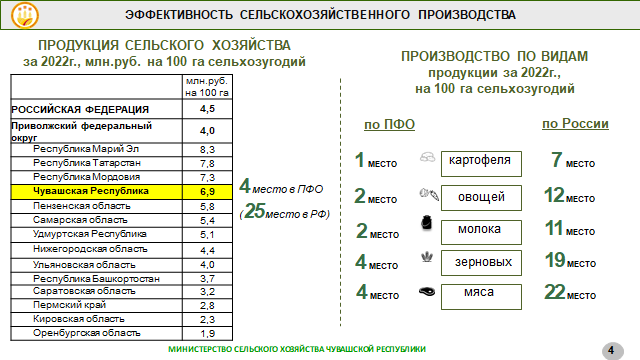 ЭФФЕКТИВНОСТЬ СЕЛЬСКОХОЗЯЙСТВЕННОГО ПРОИЗВОДСТВА
ПРОДУКЦИЯ СЕЛЬСКОГО ХОЗЯЙСТВА
за 2022г., млн.руб. на 100 га сельхозугодий
млн.руб.
на 100 га
РОССИЙСКАЯ ФЕДЕРАЦИЯ 4,5
Приволжский федеральный
округ 4,0
Республика Марий Эл 8,3
Республика Татарстан 7,8
Республика Мордовия 7,3
Чувашская Республика 6,9
Пензенская область 5,8
Самарская область 5,4
Удмуртская Республика 5,1
Нижегородская область 4,4
Ульяновская область 4,0
Республика Башкортостан 3,7
Саратовская область 3,2
Пермский край 2,8
Кировская область 2,3
Оренбургская область 1,9
4 место в ПФО
(25 место в РФ)
ПРОИЗВОДСТВО ПО ВИДАМ
продукции за 2022г.,
на 100 га сельхозугодий
по ПФО по России
1 МЕСТО картофеля 7 МЕСТО
2 МЕСТО овощей 12 МЕСТО
2 МЕСТО молока 11 МЕСТО
4 МЕСТО зерновых 19 МЕСТО
4 МЕСТО мяса 22 МЕСТО
МИНИСТЕРСТВО СЕЛЬСКОГО ХОЗЯЙСТВА ЧУВАШСКОЙ РЕСПУБЛИКИ
4